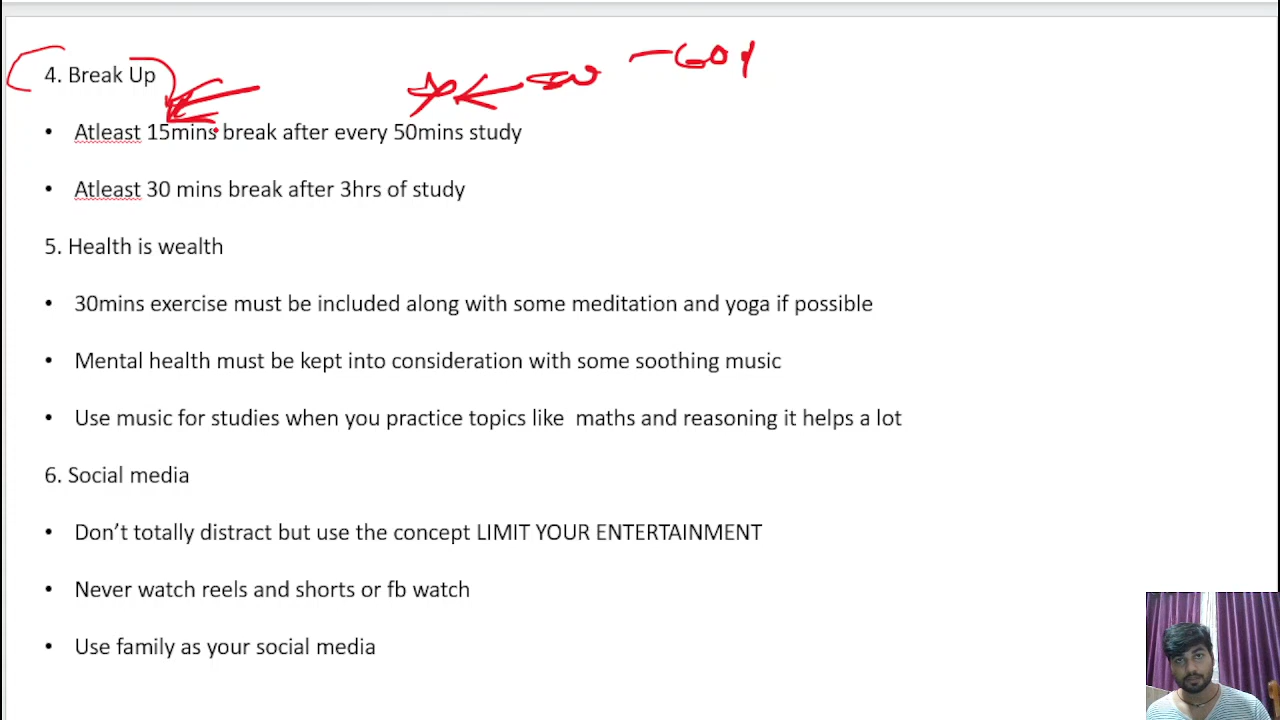 4. Break Up
• Atleast 15mins break after every 50mins study
• Atleast 30 mins break after 3hrs of study
5. Health is wealth
• 30mins exercise must be included along with some meditation and yoga if possible
• Mental health must be kept into consideration with some soothing music
• Use music for studies when you practice topics like  maths and reasoning it helps a lot
6. Social media
• Don’t totally distract but use the concept LIMIT YOUR ENTERTAINMENT
• Never watch reels and shorts or fb watch
• Use family as your social media